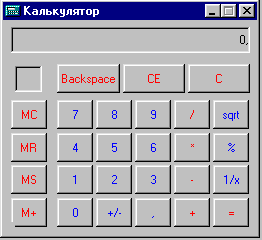 Калькулятор
0,
Backspace CE C
MC 7 8 9 / sqrt
MR 4 5 6 * %
MS 1 2 3 - 1/x
M+ 0 +/- , + =